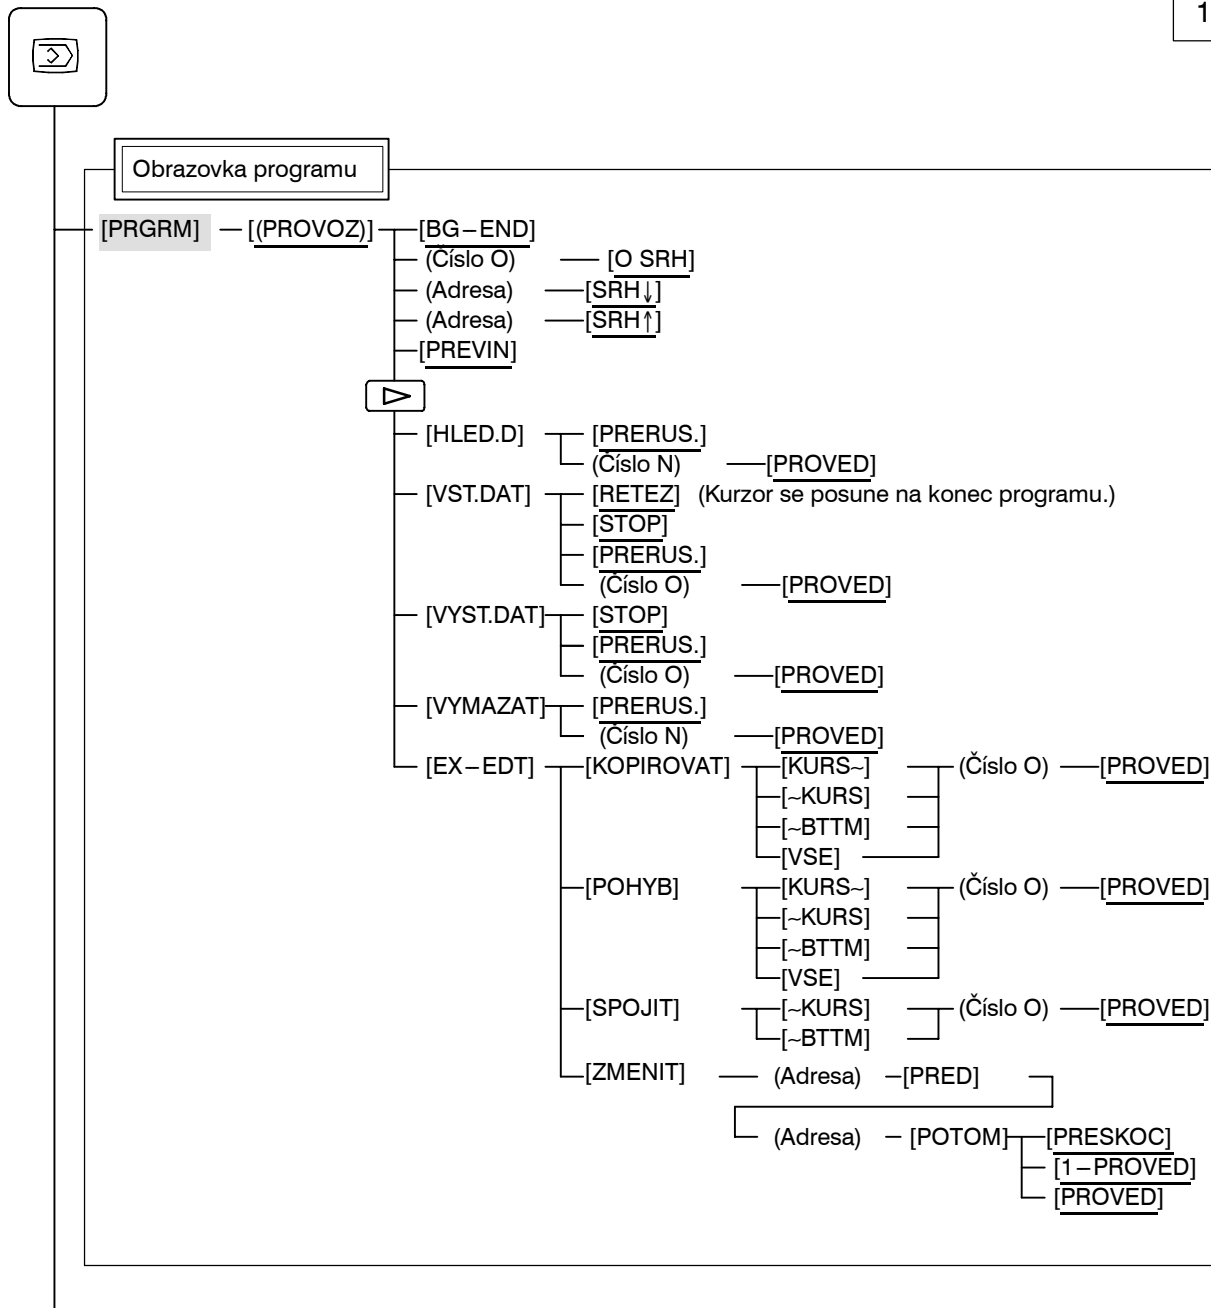 1
Obrazovka programu
[PRGRM] [(PROVOZ)] [BG−END]
(Číslo O) [O SRH]
(Adresa) [SRH↓]
(Adresa) [SRH↑]
[PREVIN]
[HLED.D] [PRERUS.]
(Číslo N) [PROVED]
[VST.DAT] [RETEZ] (Kurzor se posune na konec programu.)
[STOP]
[PRERUS.]
(Číslo O) [PROVED]
[VYST.DAT] [STOP]
[PRERUS.]
(Číslo O) [PROVED]
[VYMAZAT] [PRERUS.]
(Číslo N) [PROVED]
[EX−EDT] [KOPIROVAT] [KURS~] (Číslo O) [PROVED]
[~KURS]
[~BTTM]
[VSE]
[POHYB] [KURS~] (Číslo O) [PROVED]
[~KURS]
[~BTTM]
[VSE]
[SPOJIT] [~KURS] (Číslo O) [PROVED]
[~BTTM]
[ZMENIT] (Adresa) [PRED]
(Adresa) [POTOM] [PRESKOC]
[1−PROVED]
[PROVED]